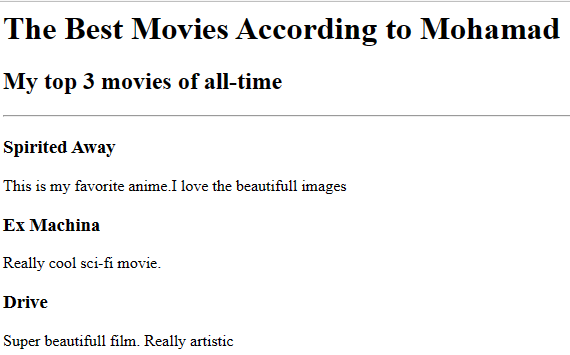 The Best Movies According to Mohamad
My top 3 movies of all-time
Spirited Away
This is my favorite anime.I love the beautifull images
Ex Machina
Really cool sci-fi movie.
Drive
Super beautifull film. Really artistic